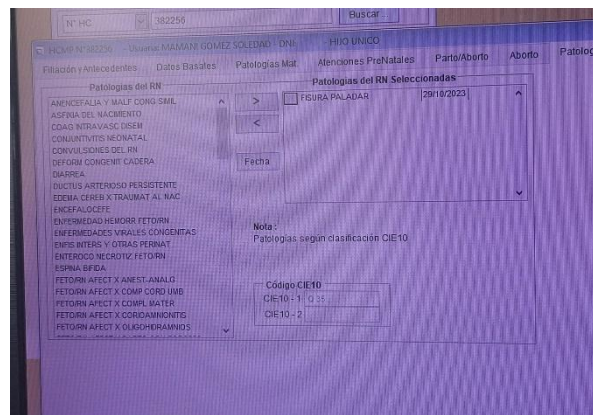 N° HC 382256 Buscar...
HCMP N°382256 - Usuaria: MAMANI GOMEZ SOLEDAD - DNI: - HIJO UNICO
Filiación y Antecedentes Datos Basales Patologías Mat. Atenciones PreNatales Parto/Aborto Aborto Patolog
Patologías del RN
ANENCEFALIA Y MALF CONG SIMIL
ASFIXIA DEL NACIMIENTO
COAG INTRAVASC DISEM
CONJUNTIVITIS NEONATAL
CONVULSIONES DEL RN
DEFORM CONGENIT CADERA
DIARREA
DUCTUS ARTERIOSO PERSISTENTE
EDEMA CEREB X TRAUMAT AL NAC
ENCEFALOCEFE
ENFERMEDAD HEMORR FETO/RN
ENFERMEDADES VIRALES CONGENITAS
ENFIS INTERS Y OTRAS PERINAT
ENTEROCO NECROTIZ FETO/RN
ESPINA BIFIDA
FETO/RN AFECT X ANEST-ANALG
FETO/RN AFECT X COMP CORD UMB
FETO/RN AFECT X COMPL MATER
FETO/RN AFECT X CORIOAMNIONITIS
FETO/RN AFECT X OLIGOHIDRAMNIOS
>
<
Fecha
Patologías del RN Seleccionadas
FISURA PALADAR 29/10/2023
Nota :
Patologías según clasificación CIE10
Código CIE10
CIE10 - 1 Q 35
CIE10 - 2